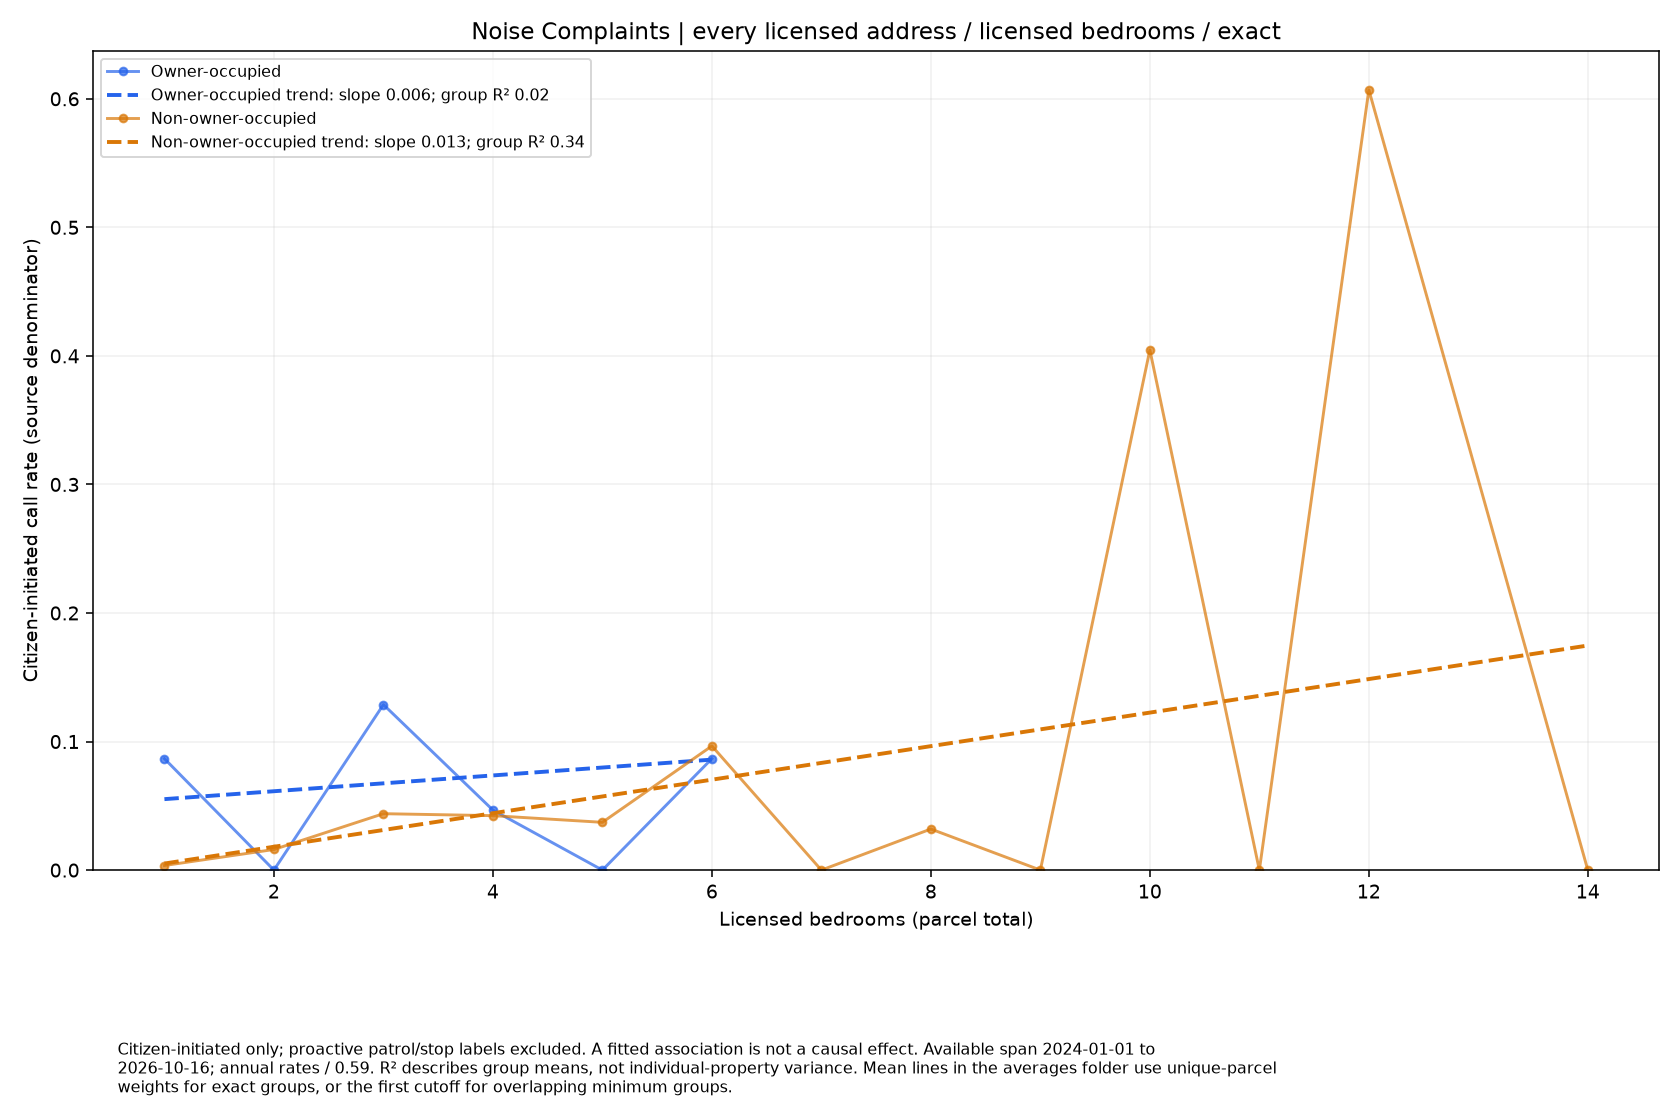 Noise Complaints | every licensed address / licensed bedrooms / exact
Owner-occupied
Owner-occupied trend: slope 0.006; group R² 0.02
Non-owner-occupied
Non-owner-occupied trend: slope 0.013; group R² 0.34
Citizen-initiated call rate (source denominator)
0.6
0.5
0.4
0.3
0.2
0.1
0.0
2 4 6 8 10 12 14
Licensed bedrooms (parcel total)
Citizen-initiated only; proactive patrol/stop labels excluded. A fitted association is not a causal effect. Available span 2024-01-01 to
2026-10-16; annual rates / 0.59. R² describes group means, not individual-property variance. Mean lines in the averages folder use unique-parcel
weights for exact groups, or the first cutoff for overlapping minimum groups.